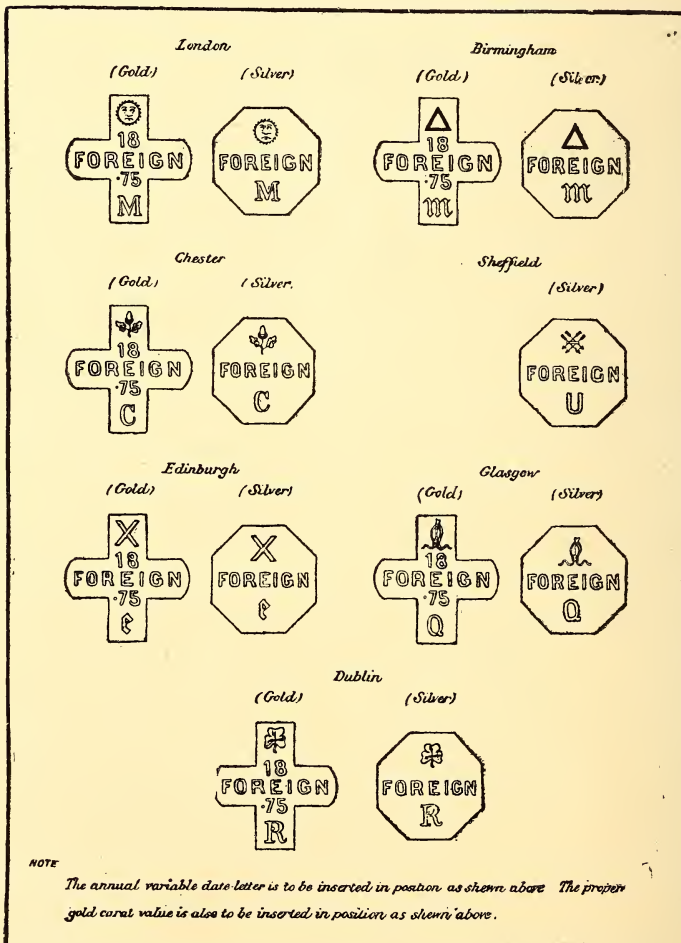 London
(Gold) (Silver)
18
FOREIGN
.75
M
FOREIGN
M
Birmingham
(Gold) (Silver)
18
FOREIGN
.75
m
FOREIGN
m
Chester
(Gold) (Silver.
18
FOREIGN
.75
C
FOREIGN
C
Sheffield
(Silver)
FOREIGN
U
Edinburgh
(Gold) (Silver)
X
18
FOREIGN
.75
e
X
FOREIGN
e
Glasgow
(Gold) (Silver)
18
FOREIGN
.75
Q
FOREIGN
Q
Dublin
(Gold) (Silver)
18
FOREIGN
.75
R
FOREIGN
R
NOTE
The annual variable date-letter is to be inserted in position as shewn above The proper
gold carat value is also to be inserted in position as shewn above.